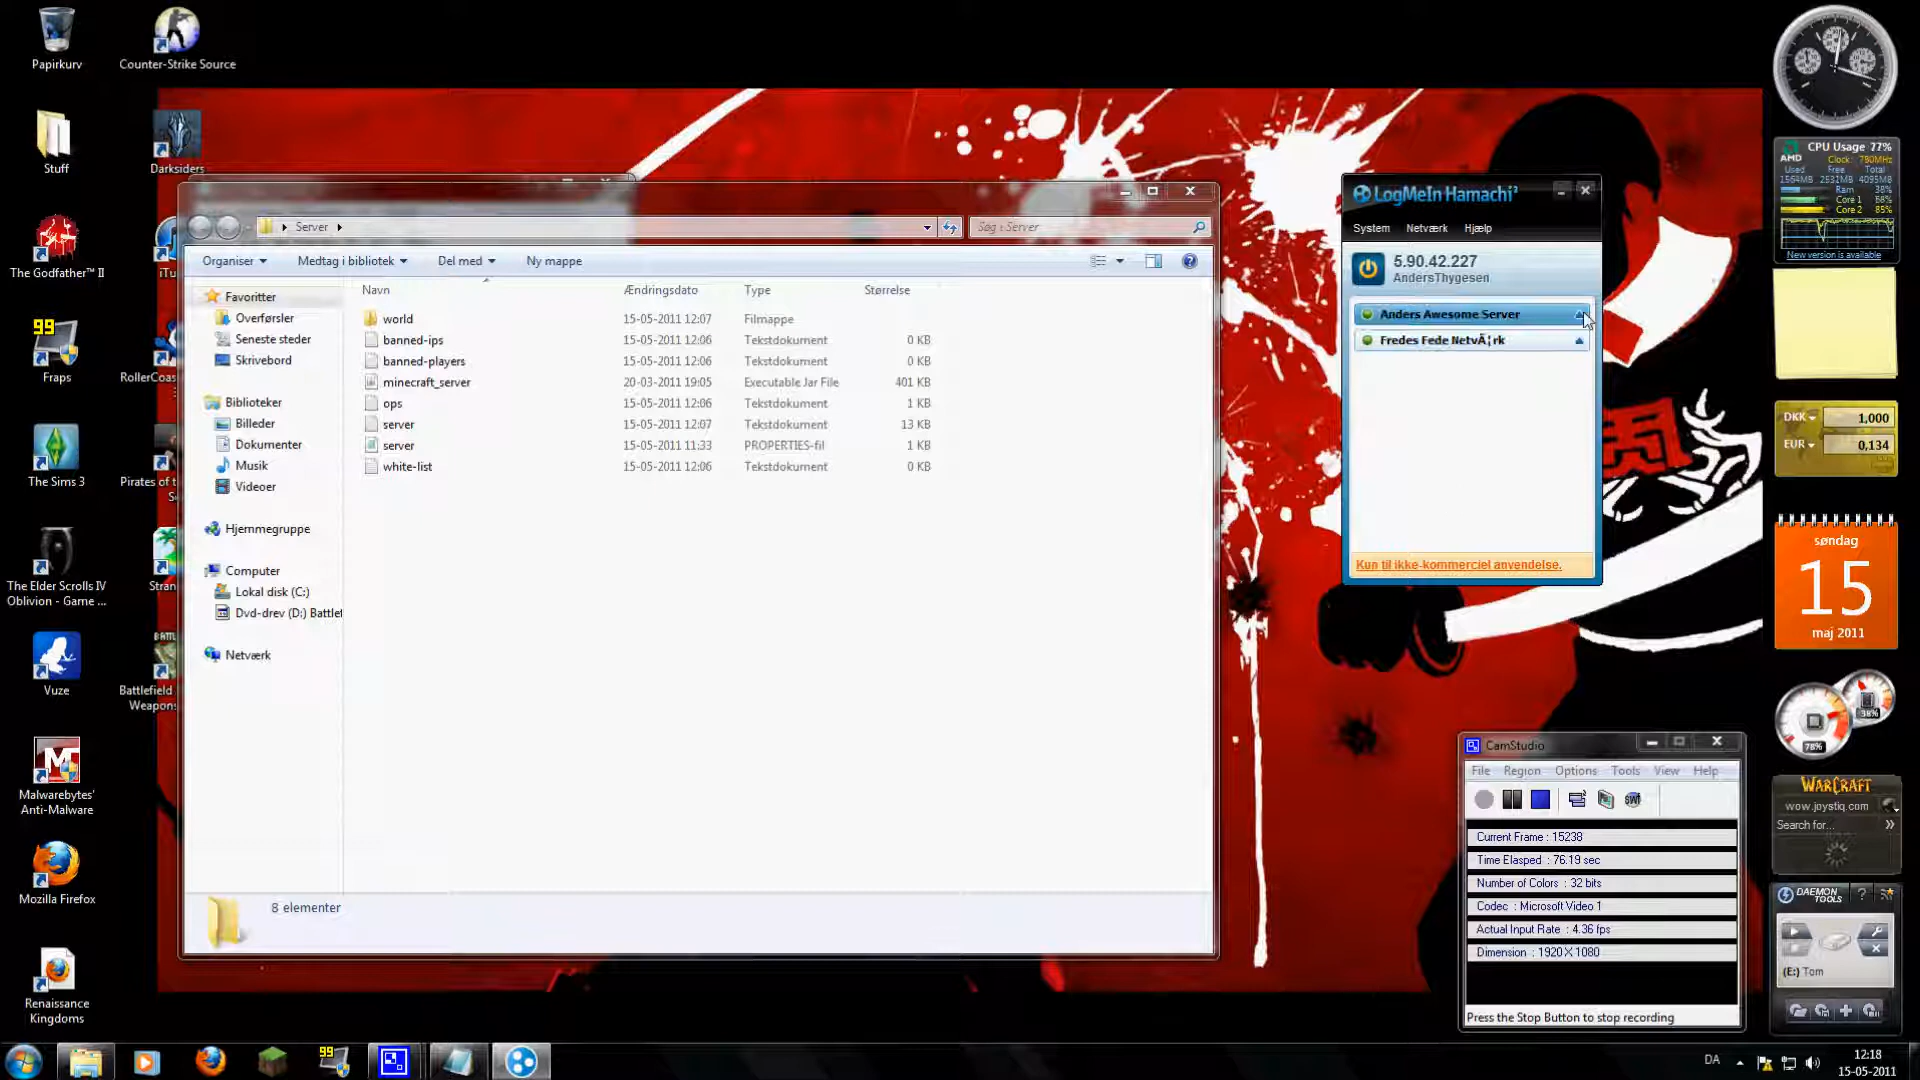 Papirkurv
Counter-Strike Source
Stuff
Darksiders
The Godfather™ II
iTu
99
Fraps
RollerCoas
The Sims 3
Pirates of t
S
The Elder Scrolls IV
Oblivion - Game ...
Stran
Vuze
Battlefield
Weapons
Malwarebytes'
Anti-Malware
Mozilla Firefox
Renaissance
Kingdoms
Server
Søg i Server
Organiser
Medtag i bibliotek
Del med
Ny mappe
Navn
Ændringsdato
Type
Størrelse
Favoritter
Overførsler
Seneste steder
Skrivebord
Biblioteker
Billeder
Dokumenter
Musik
Videoer
Hjemmegruppe
Computer
Lokal disk (C:)
Dvd-drev (D:) Battlef
Netværk
world 15-05-2011 12:07 Filmappe
banned-ips 15-05-2011 12:06 Tekstdokument 0 KB
banned-players 15-05-2011 12:06 Tekstdokument 0 KB
minecraft_server 20-03-2011 19:05 Executable Jar File 401 KB
ops 15-05-2011 12:06 Tekstdokument 1 KB
server 15-05-2011 12:07 Tekstdokument 13 KB
server 15-05-2011 11:33 PROPERTIES-fil 1 KB
white-list 15-05-2011 12:06 Tekstdokument 0 KB
8 elementer
LogMeIn Hamachi²
System Netværk Hjælp
5.90.42.227
AndersThygesen
Anders Awesome Server
Fredes Fede NetvÃ¦rk
Kun til ikke-kommerciel anvendelse.
CamStudio
File Region Options Tools View Help
Current Frame : 15238
Time Elasped : 76.19 sec
Number of Colors : 32 bits
Codec : Microsoft Video 1
Actual Input Rate : 4.36 fps
Dimension : 1920 X 1080
Press the Stop Button to stop recording
CPU Usage 77%
AMD
Clock: 780MHz
Used Free Total
1564MB 2532MB 4095MB
Ram 38%
Core 1 68%
Core 2 85%
New version is available
DKK 1,000
EUR 0,134
søndag
15
maj 2011
38%
78%
WARCRAFT
wow.joystiq.com
Search for...
DAEMON
TOOLS
(E:) Tom
99
DA
12:18
15-05-2011